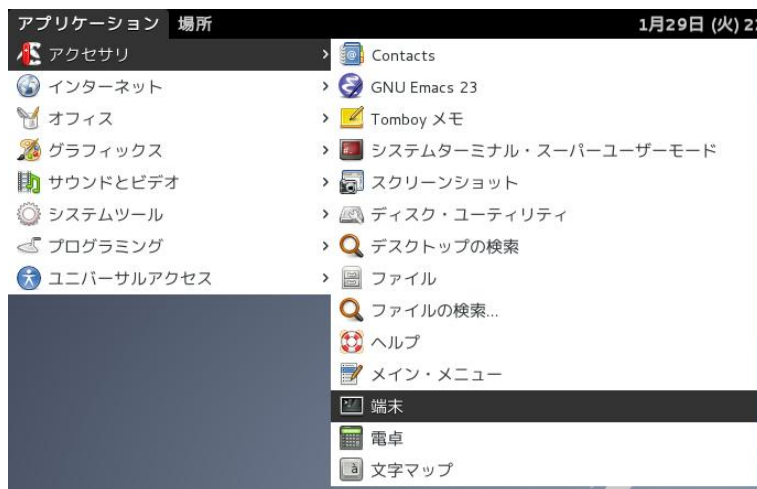 アプリケーション 場所 1月29日 (火)
アクセサリ
インターネット
オフィス
グラフィックス
サウンドとビデオ
システムツール
プログラミング
ユニバーサルアクセス
Contacts
GNU Emacs 23
Tomboy メモ
システムターミナル・スーパーユーザーモード
スクリーンショット
ディスク・ユーティリティ
デスクトップの検索
ファイル
ファイルの検索...
ヘルプ
メイン・メニュー
端末
電卓
文字マップ